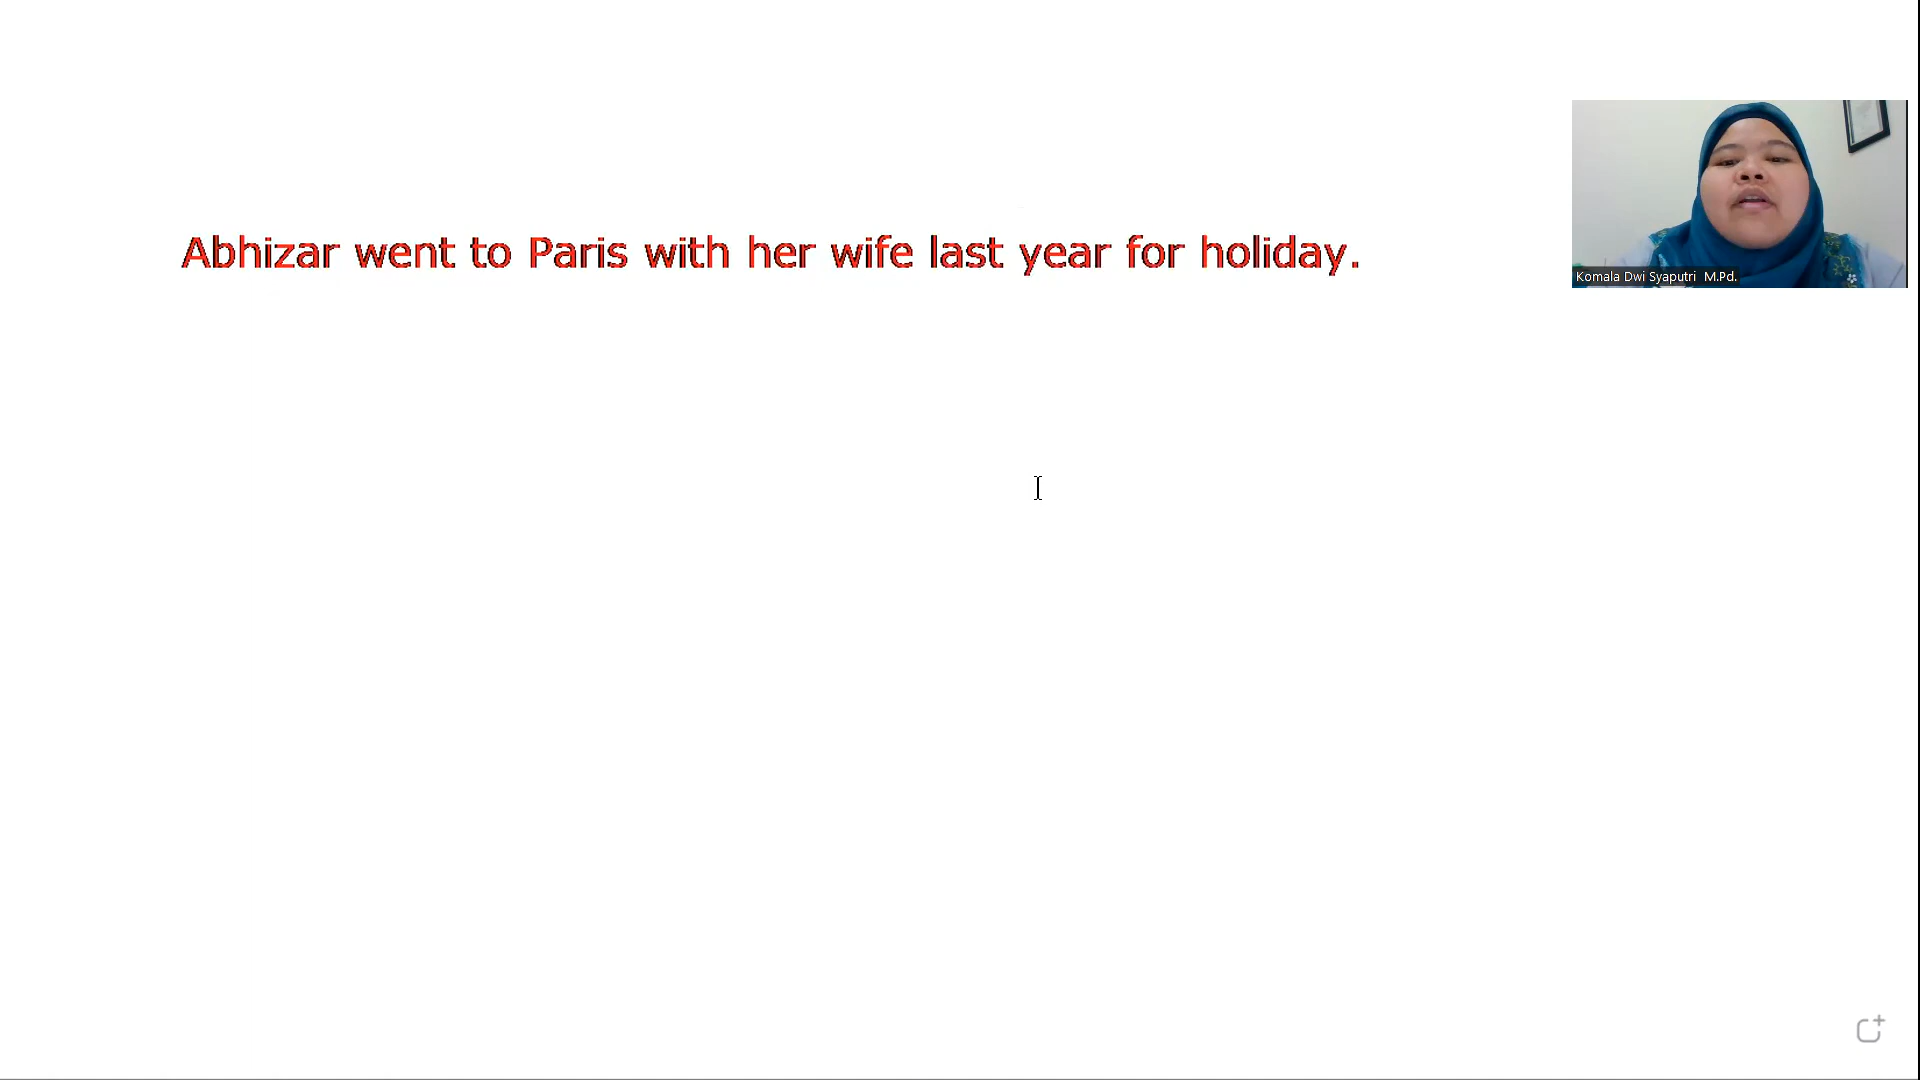 Abhizar went to Paris with her wife last year for holiday.
Komala Dwi Syaputri M.Pd.